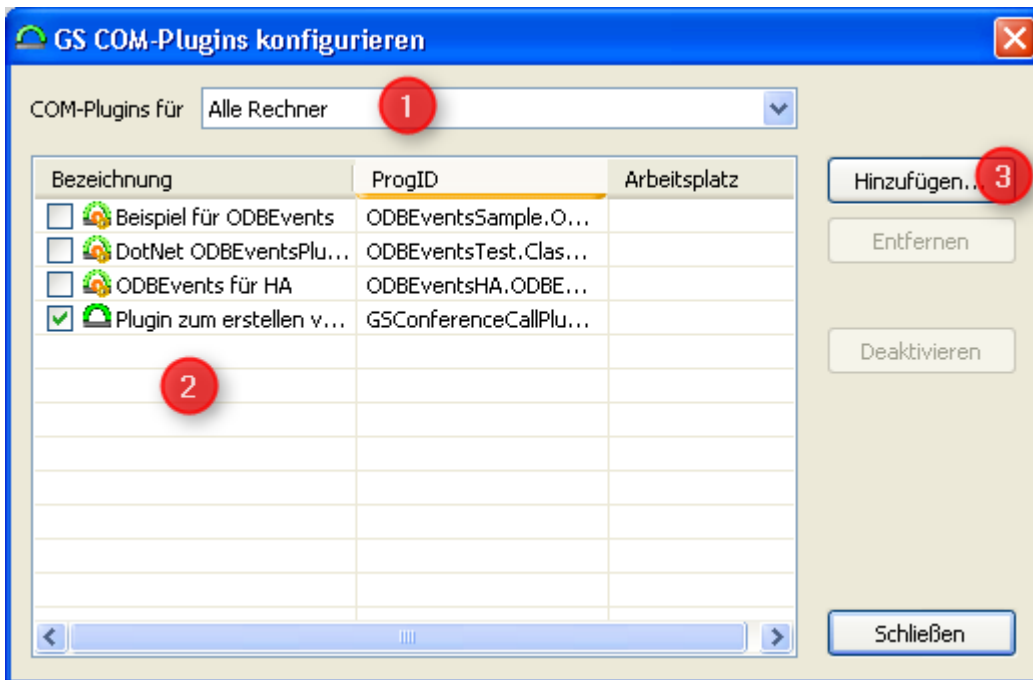 GS COM-Plugins konfigurieren
COM-Plugins für Alle Rechner 1
Bezeichnung ProgID Arbeitsplatz Hinzufügen... 3
Beispiel für ODBEvents ODBEventsSample.O...
DotNet ODBEventsPlu... ODBEventsTest.Clas... Entfernen
ODBEvents für HA ODBEventsHA.ODBE...
Plugin zum erstellen v... GSConferenceCallPlu...
Deaktivieren
2
Schließen